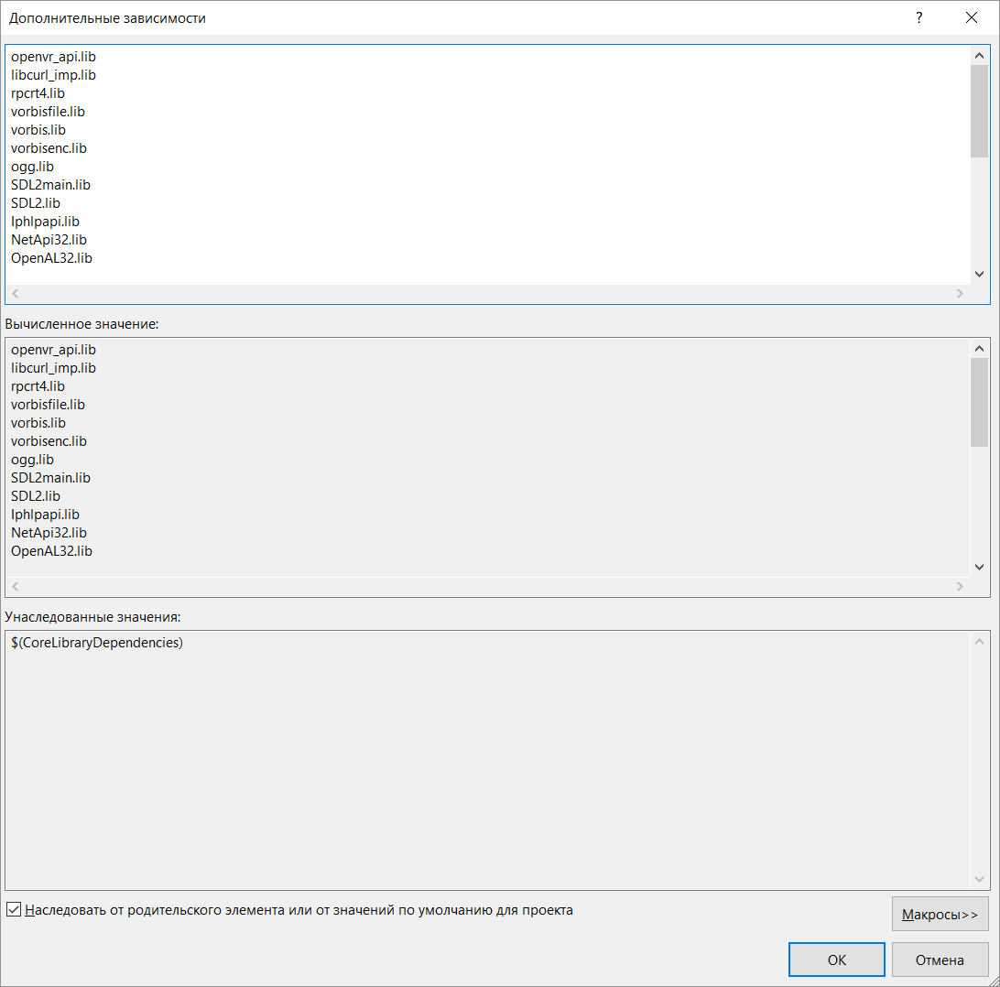 Дополнительные зависимости
?
openvr_api.lib
libcurl_imp.lib
rpcrt4.lib
vorbisfile.lib
vorbis.lib
vorbisenc.lib
ogg.lib
SDL2main.lib
SDL2.lib
Iphlpapi.lib
NetApi32.lib
OpenAL32.lib
Вычисленное значение:
openvr_api.lib
libcurl_imp.lib
rpcrt4.lib
vorbisfile.lib
vorbis.lib
vorbisenc.lib
ogg.lib
SDL2main.lib
SDL2.lib
Iphlpapi.lib
NetApi32.lib
OpenAL32.lib
Унаследованные значения:
$(CoreLibraryDependencies)
Наследовать от родительского элемента или от значений по умолчанию для проекта
Макросы>>
ОК
Отмена